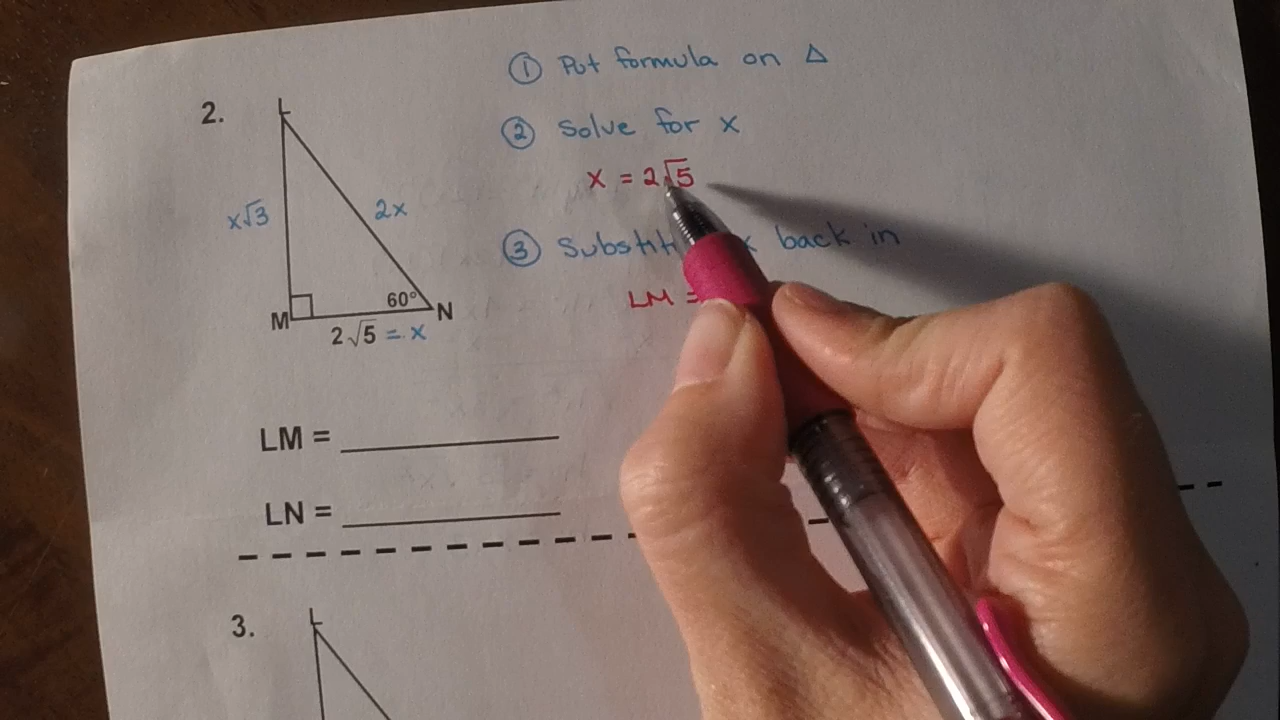 ① Put formula on △
2.
L
② Solve for x
x = 2√5
x√3
2x
③ back in
60°
LM =
M
N
2√5 = x
LM =
LN =
3.
L